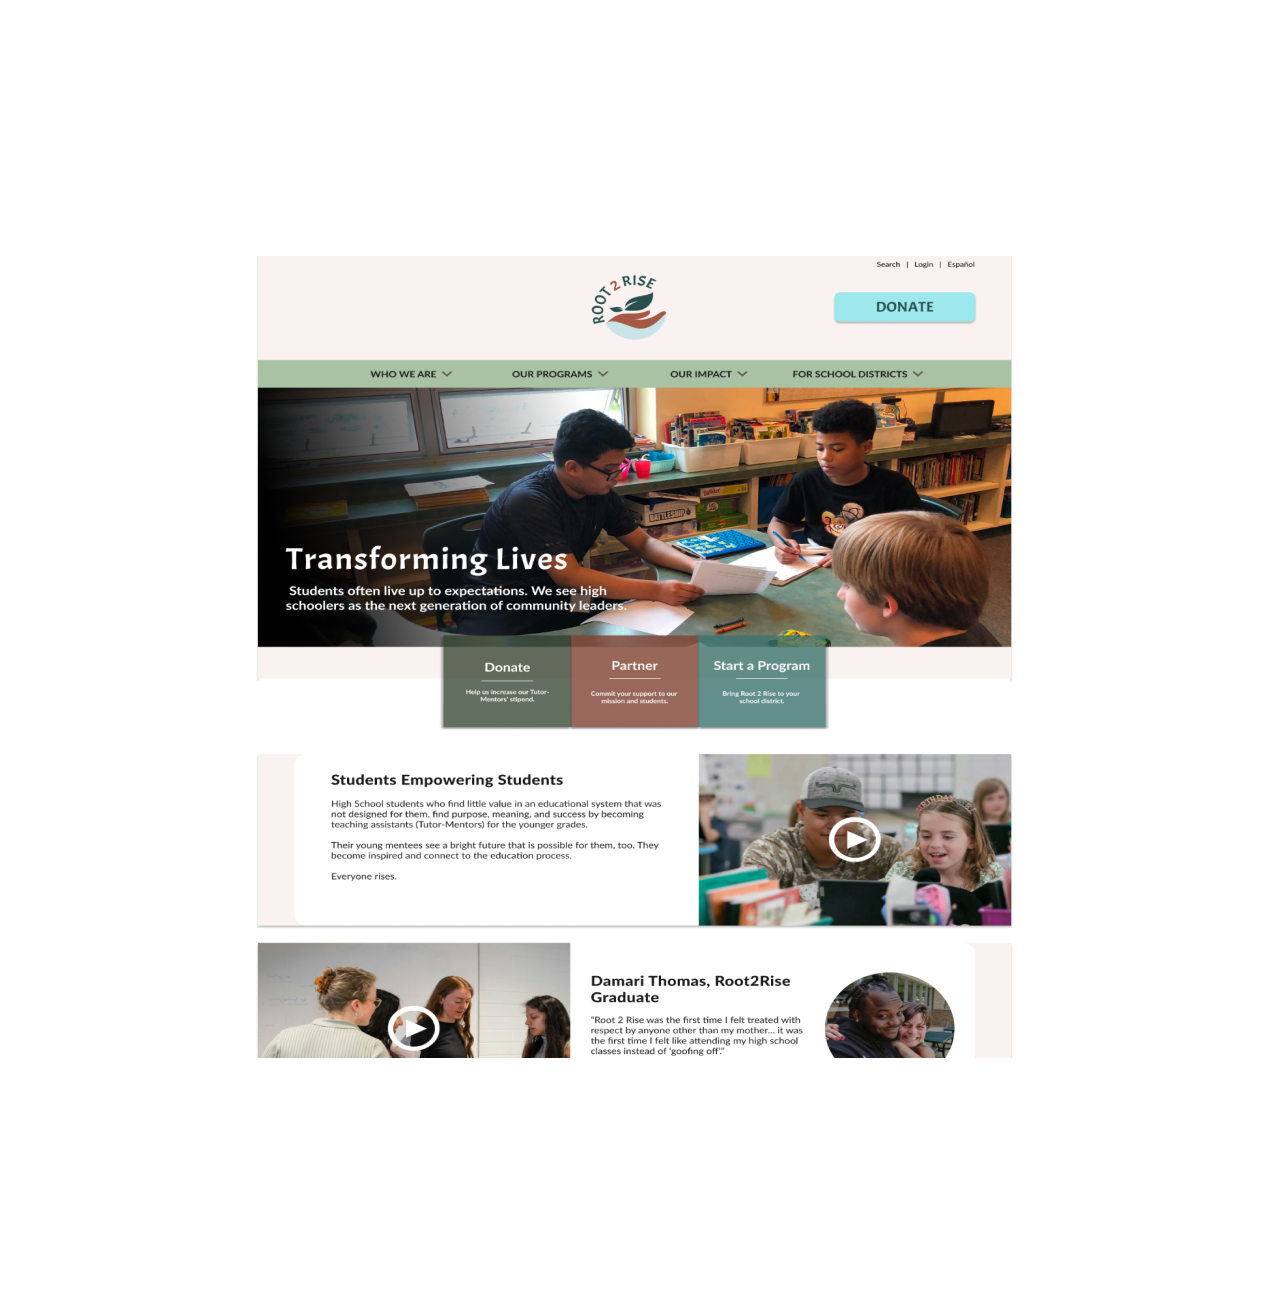 Search | Login | Español
ROOT2RISE
DONATE
WHO WE ARE
OUR PROGRAMS
OUR IMPACT
FOR SCHOOL DISTRICTS
BATTLESHIP
Transforming Lives
Students often live up to expectations. We see high
schoolers as the next generation of community leaders.
Donate
Help us increase our Tutor-
Mentors' stipend.
Partner
Commit your support to our
mission and students.
Start a Program
Bring Root 2 Rise to your
school district.
Students Empowering Students
High School students who find little value in an educational system that was
not designed for them, find purpose, meaning, and success by becoming
teaching assistants (Tutor-Mentors) for the younger grades.
Their young mentees see a bright future that is possible for them, too. They
become inspired and connect to the education process.
Everyone rises.
BIRTHDAY
Damari Thomas, Root2Rise
Graduate
"Root 2 Rise was the first time I felt treated with
respect by anyone other than my mother... it was
the first time I felt like attending my high school
classes instead of 'goofing off'."